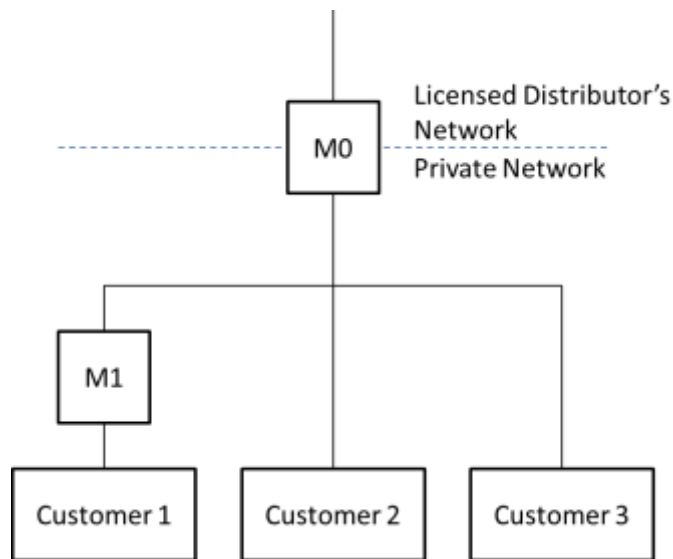 Licensed Distributor's
Network
M0
Private Network
M1
Customer 1
Customer 2
Customer 3